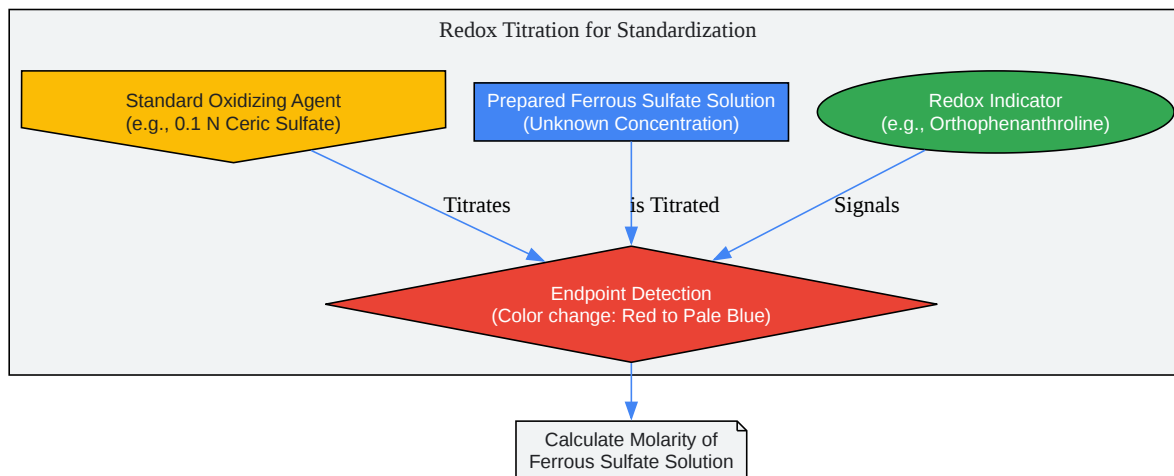 Redox Titration for Standardization
Standard Oxidizing Agent
(e.g., 0.1 N Ceric Sulfate)
Prepared Ferrous Sulfate Solution
(Unknown Concentration)
Redox Indicator
(e.g., Orthophenanthroline)
Titrates
is Titrated
Signals
Endpoint Detection
(Color change: Red to Pale Blue)
Calculate Molarity of
Ferrous Sulfate Solution